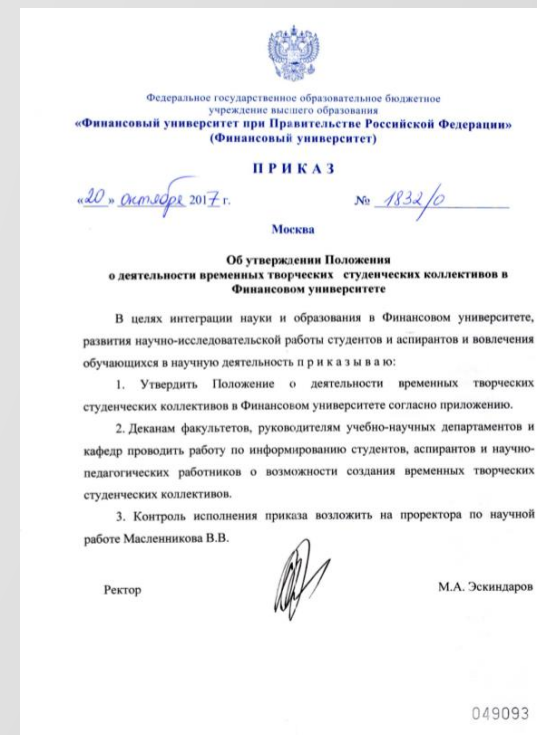 Федеральное государственное образовательное бюджетное
учреждение высшего образования
«Финансовый университет при Правительстве Российской Федерации»
(Финансовый университет)
ПРИКАЗ
«20» октября 2017 г. № 1832/о
Москва
Об утверждении Положения
о деятельности временных творческих студенческих коллективов в
Финансовом университете
В целях интеграции науки и образования в Финансовом университете,
развития научно-исследовательской работы студентов и аспирантов и вовлечения
обучающихся в научную деятельность п р и к а з ы в а ю:
1. Утвердить Положение о деятельности временных творческих
студенческих коллективов в Финансовом университете согласно приложению.
2. Деканам факультетов, руководителям учебно-научных департаментов и
кафедр проводить работу по информированию студентов, аспирантов и научно-
педагогических работников о возможности создания временных творческих
студенческих коллективов.
3. Контроль исполнения приказа возложить на проректора по научной
работе Масленникова В.В.
Ректор М.А. Эскиндаров
049093